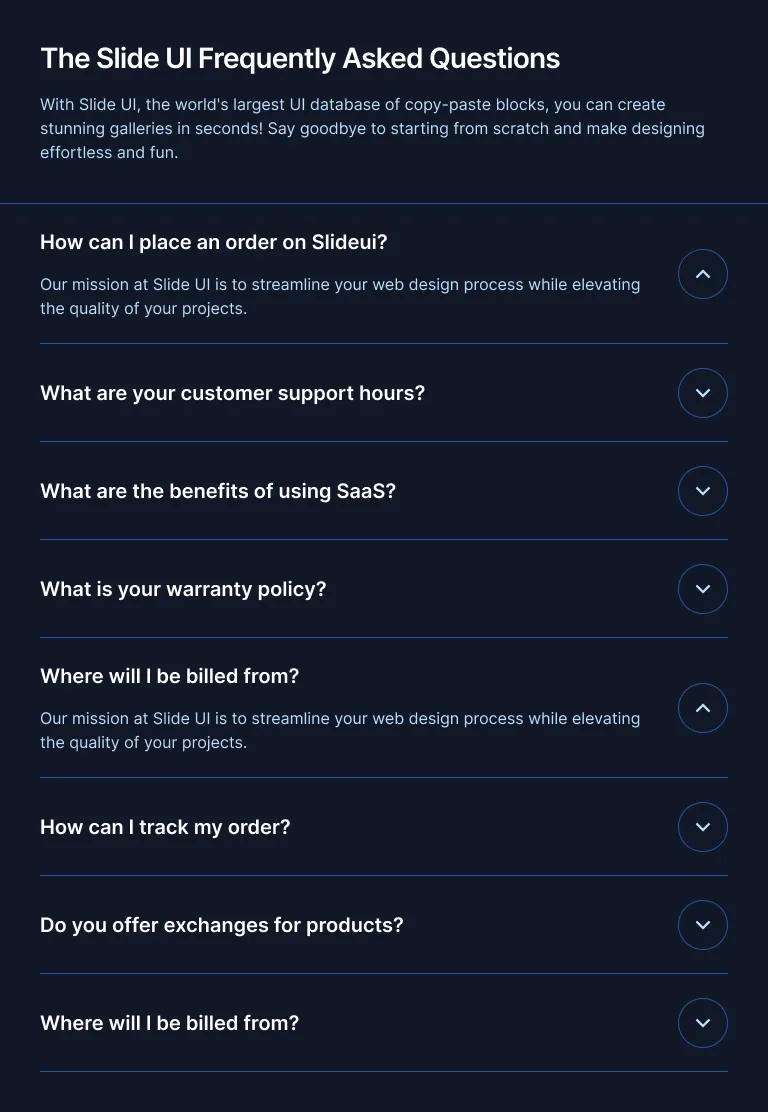 The Slide UI Frequently Asked Questions
With Slide UI, the world's largest UI database of copy-paste blocks, you can create
stunning galleries in seconds! Say goodbye to starting from scratch and make designing
effortless and fun.
How can I place an order on Slideui?
Our mission at Slide UI is to streamline your web design process while elevating
the quality of your projects.
What are your customer support hours?
What are the benefits of using SaaS?
What is your warranty policy?
Where will I be billed from?
Our mission at Slide UI is to streamline your web design process while elevating
the quality of your projects.
How can I track my order?
Do you offer exchanges for products?
Where will I be billed from?